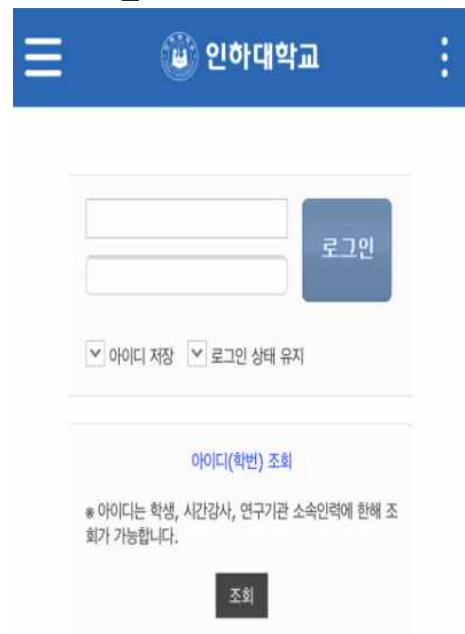 인하대학교
로그인
아이디 저장 로그인 상태 유지
아이디(학번) 조회
※ 아이디는 학생, 시간강사, 연구기관 소속인력에 한해 조
회가 가능합니다.
조회